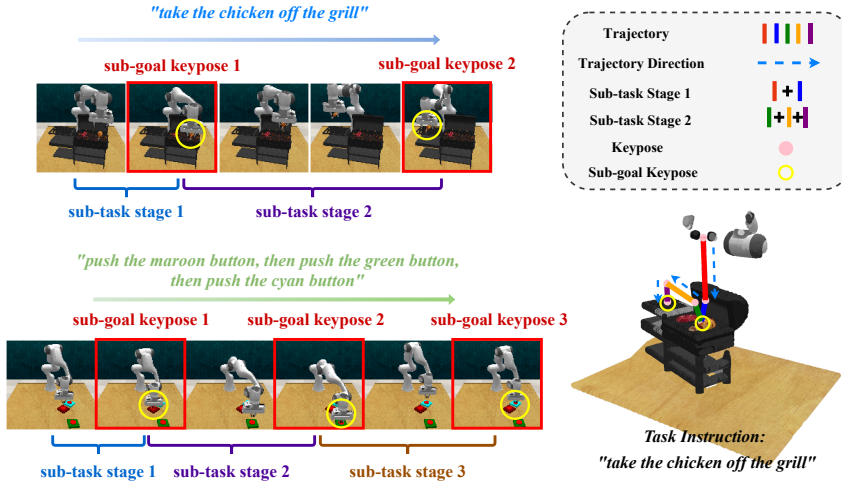 "take the chicken off the grill"
sub-goal keypose 1
sub-goal keypose 2
sub-task stage 1
sub-task stage 2
"push the maroon button, then push the green button,
then push the cyan button"
sub-goal keypose 1
sub-goal keypose 2
sub-goal keypose 3
sub-task stage 1
sub-task stage 2
sub-task stage 3
Trajectory
Trajectory Direction
Sub-task Stage 1
+
Sub-task Stage 2
+ +
Keypose
Sub-goal Keypose
Task Instruction:
"take the chicken off the grill"